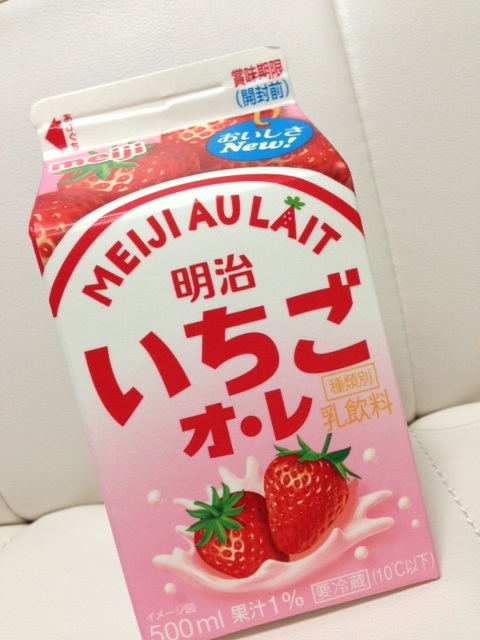 賞味期限
(開封前)
あけぐち
meiji
おいしさ
New!
MEIJI AU LAIT
明治
いちご
オ・レ
種類別
乳飲料
イメージ図
500ml 果汁1% 要冷蔵 (10℃以下)